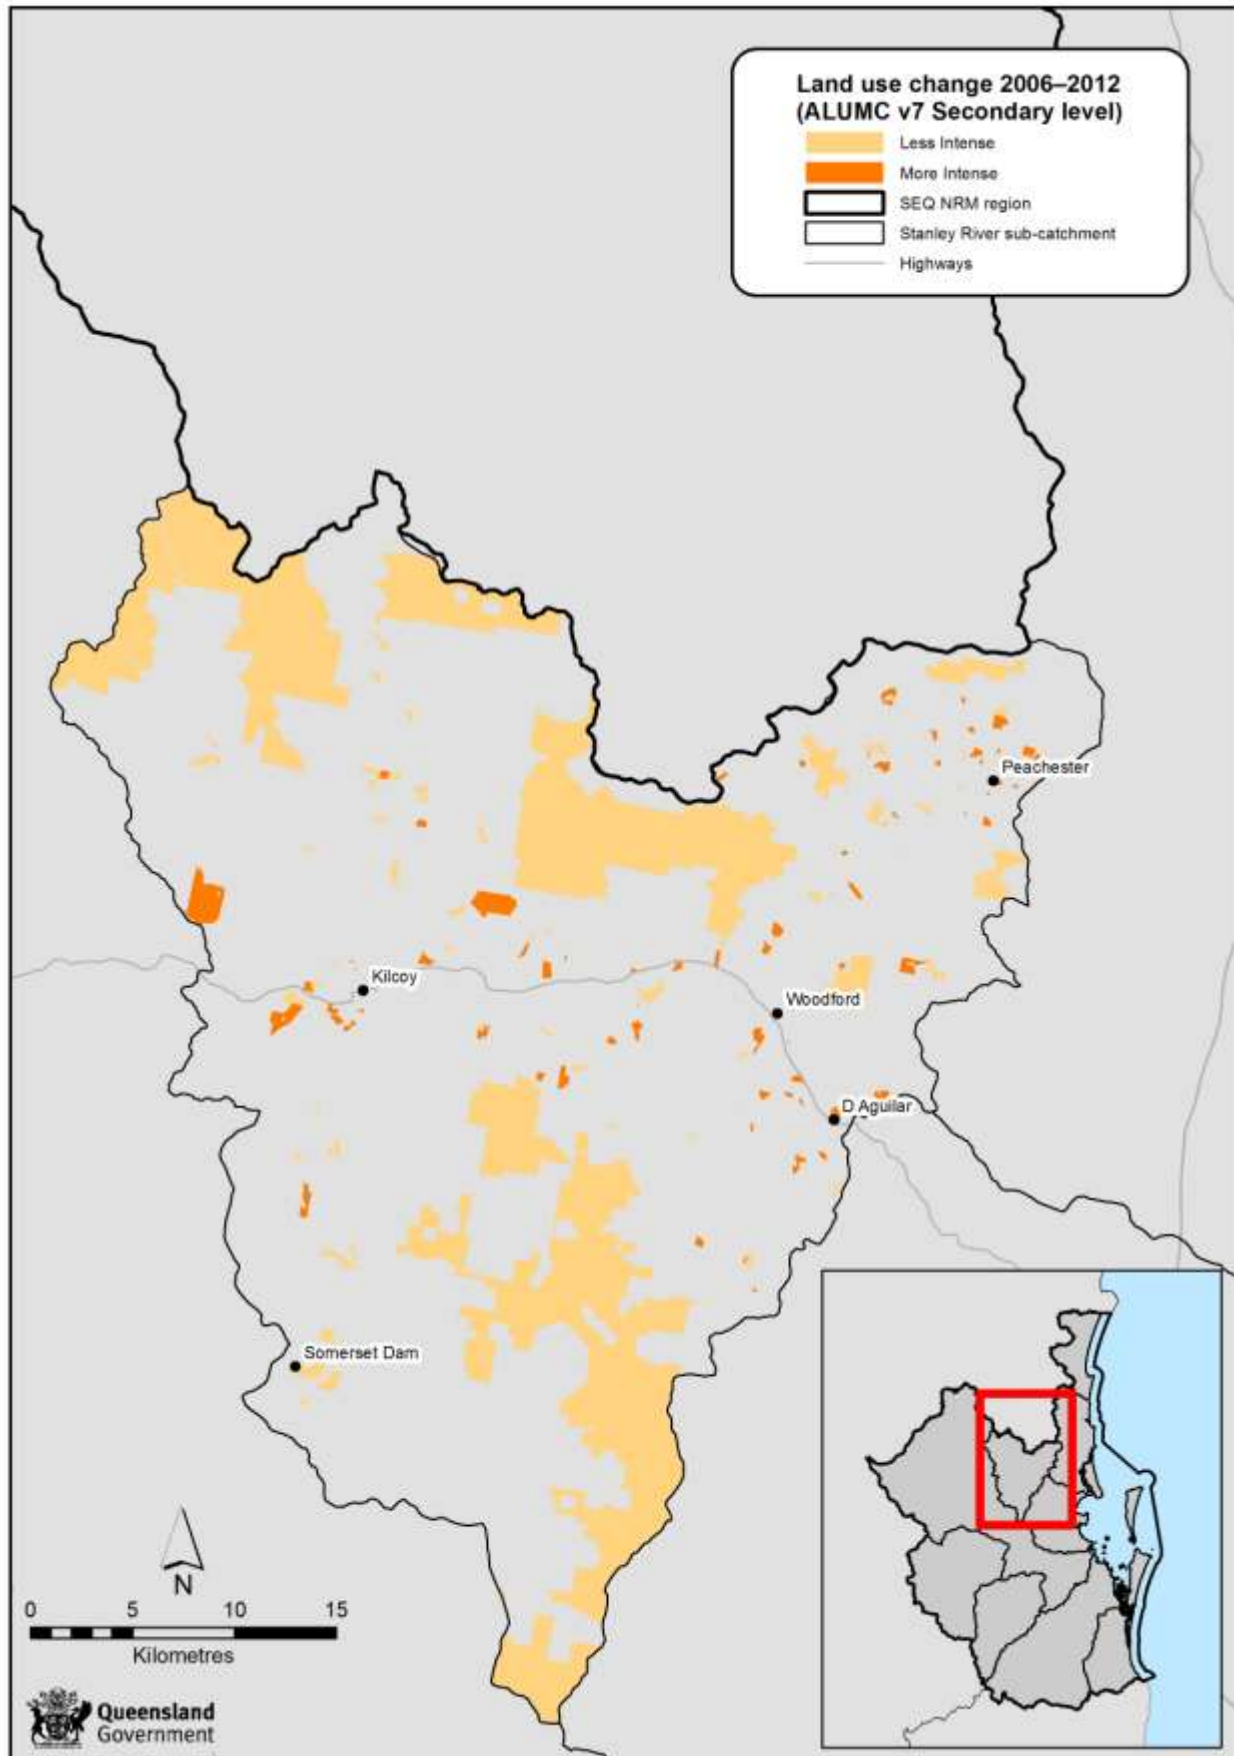 Land use change 2006–2012
(ALUMC v7 Secondary level)
Less Intense
More Intense
SEQ NRM region
Stanley River sub-catchment
Highways
Peachester
Kilcoy
Woodford
D Aguilar
Somerset Dam
N
0 5 10 15
Kilometres
Queensland
Government